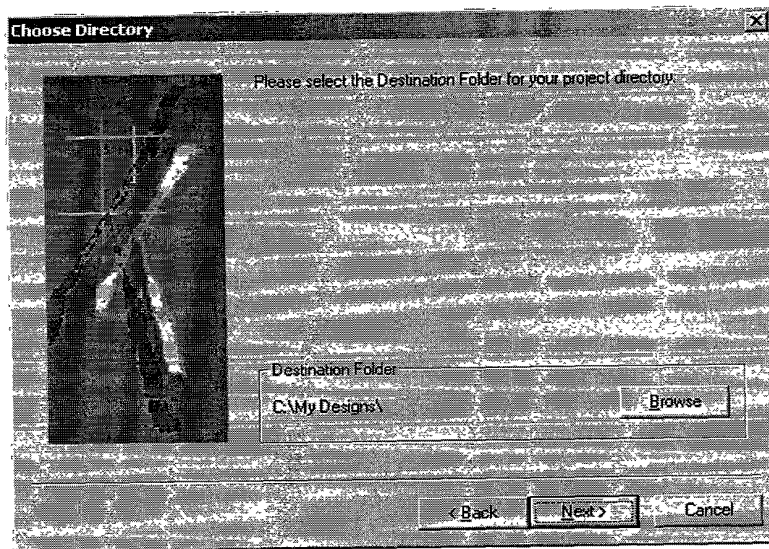 Choose Directory
Please select the Destination Folder for your project directory.
Destination Folder
C:\My Designs\
Browse
< Back
Next >
Cancel